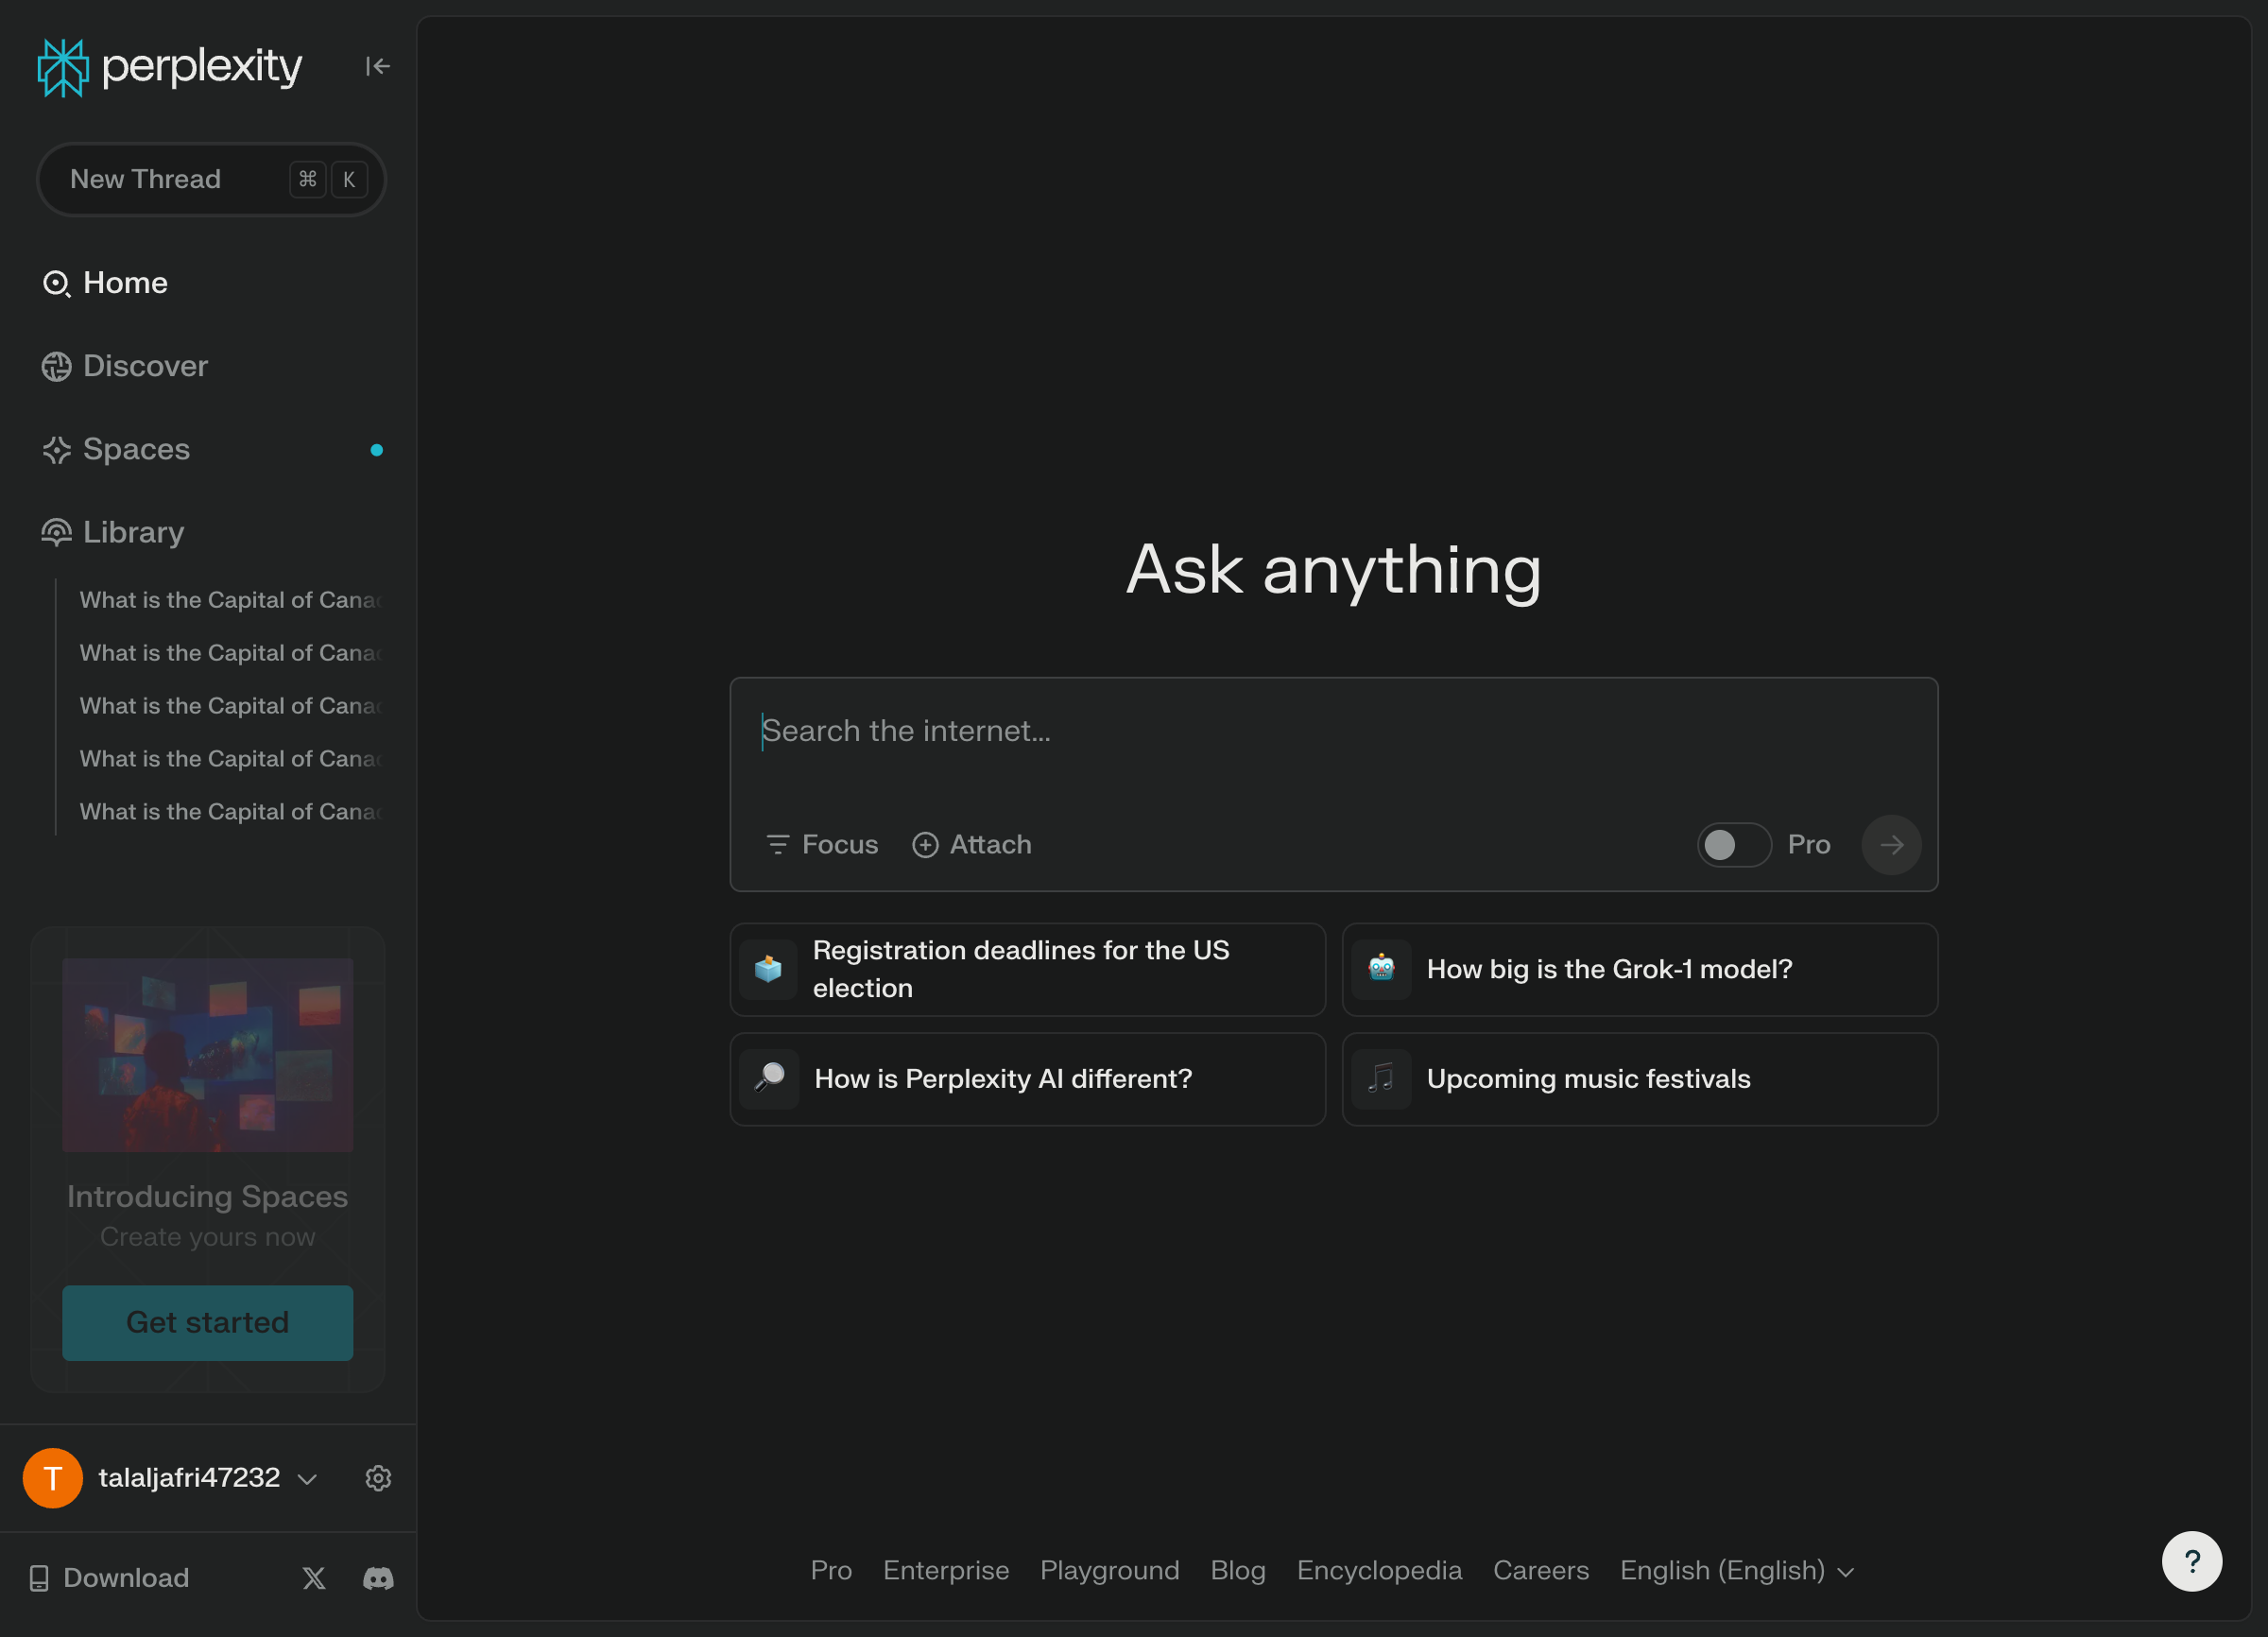 perplexity
New Thread ⌘ K
Home
Discover
Spaces
Library
What is the Capital of Cana
What is the Capital of Cana
What is the Capital of Cana
What is the Capital of Cana
What is the Capital of Cana
Introducing Spaces
Create yours now
Get started
T talaljafri47232
Download
Ask anything
Search the internet...
Focus Attach Pro
Registration deadlines for the US
election
How big is the Grok-1 model?
How is Perplexity AI different?
Upcoming music festivals
Pro Enterprise Playground Blog Encyclopedia Careers English (English)
?